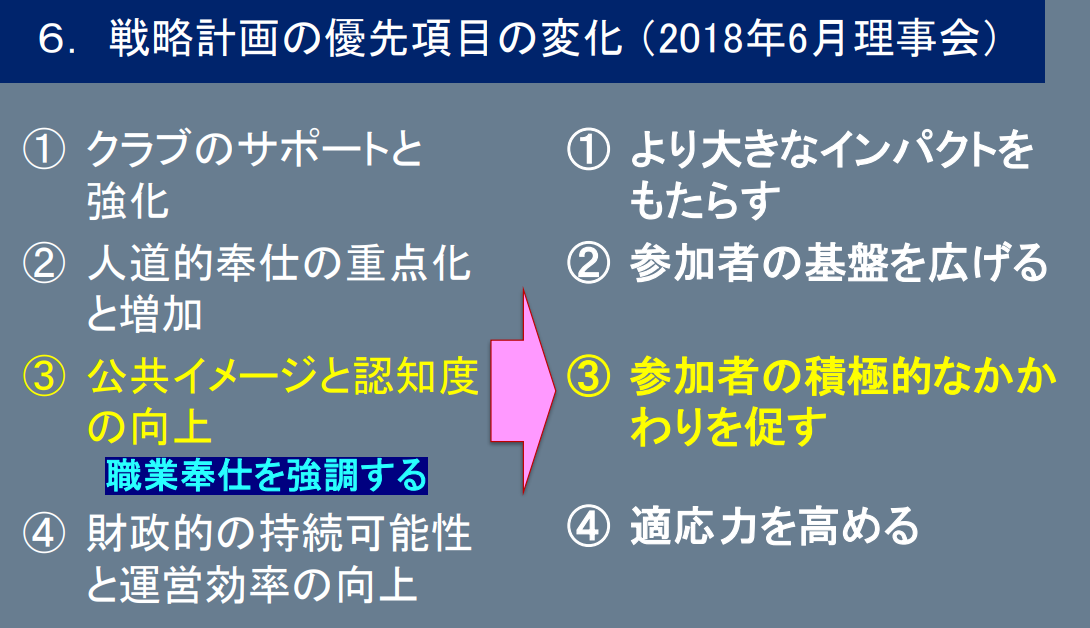 ６．戦略計画の優先項目の変化（2018年6月理事会）
① クラブのサポートと
強化
② 人道的奉仕の重点化
と増加
③ 公共イメージと認知度
の向上
職業奉仕を強調する
④ 財政的の持続可能性
と運営効率の向上
① より大きなインパクトを
もたらす
② 参加者の基盤を広げる
③ 参加者の積極的なかか
わりを促す
④ 適応力を高める